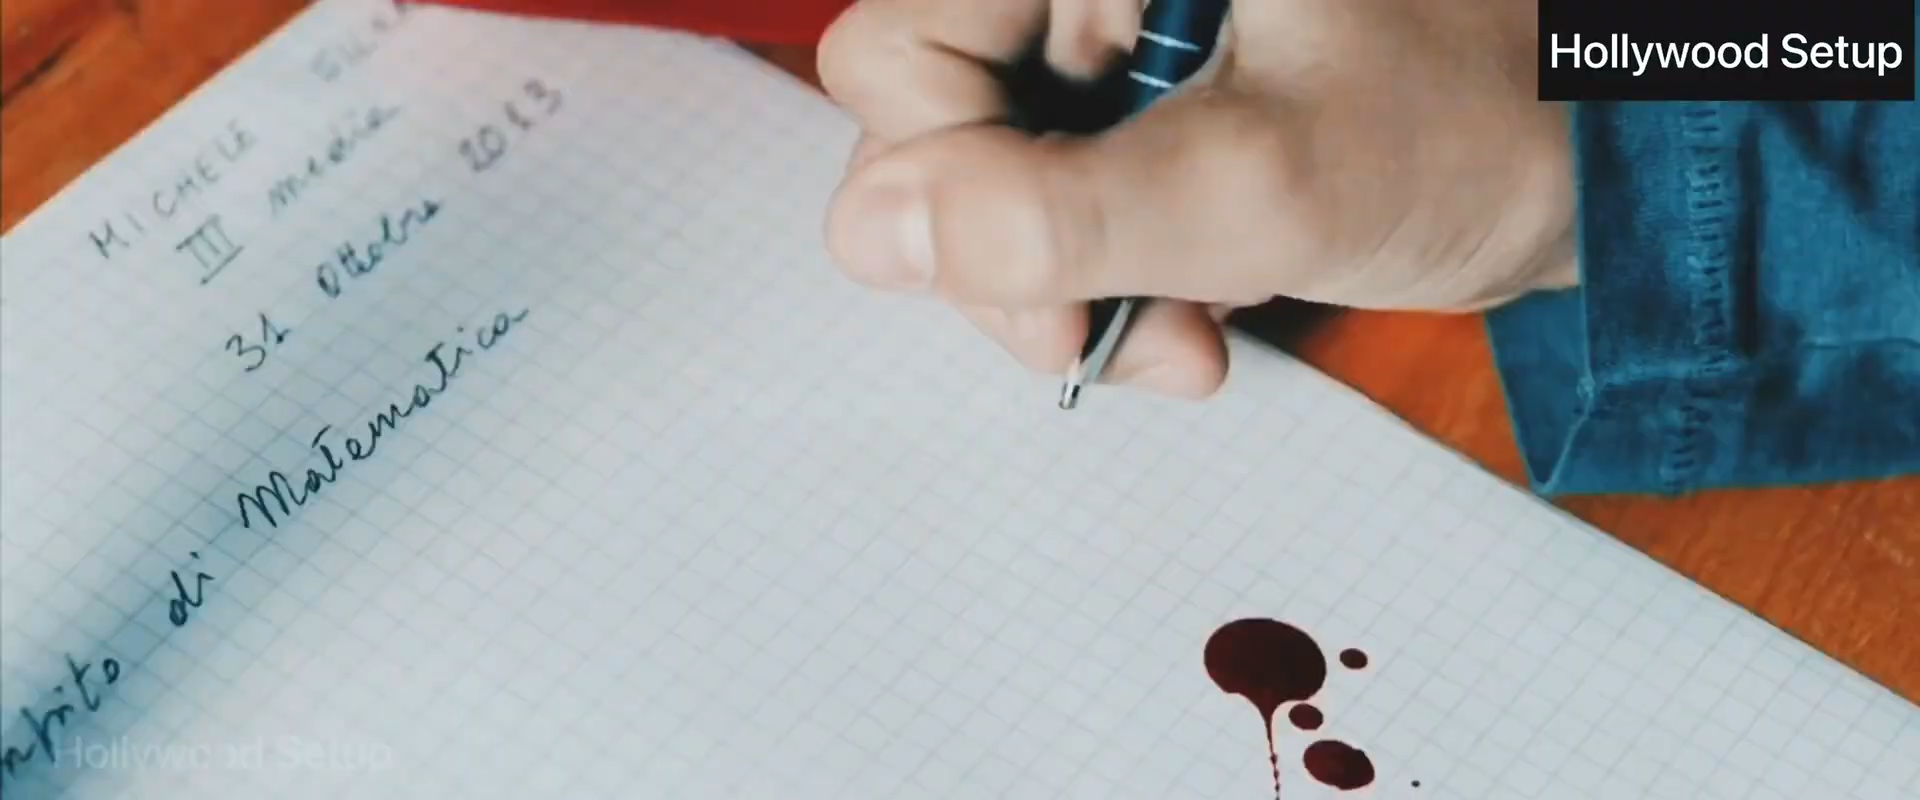 Hollywood Setup
MICHELE
III media
31 Ottobre 2013
di Matematica
Hollywood Setup